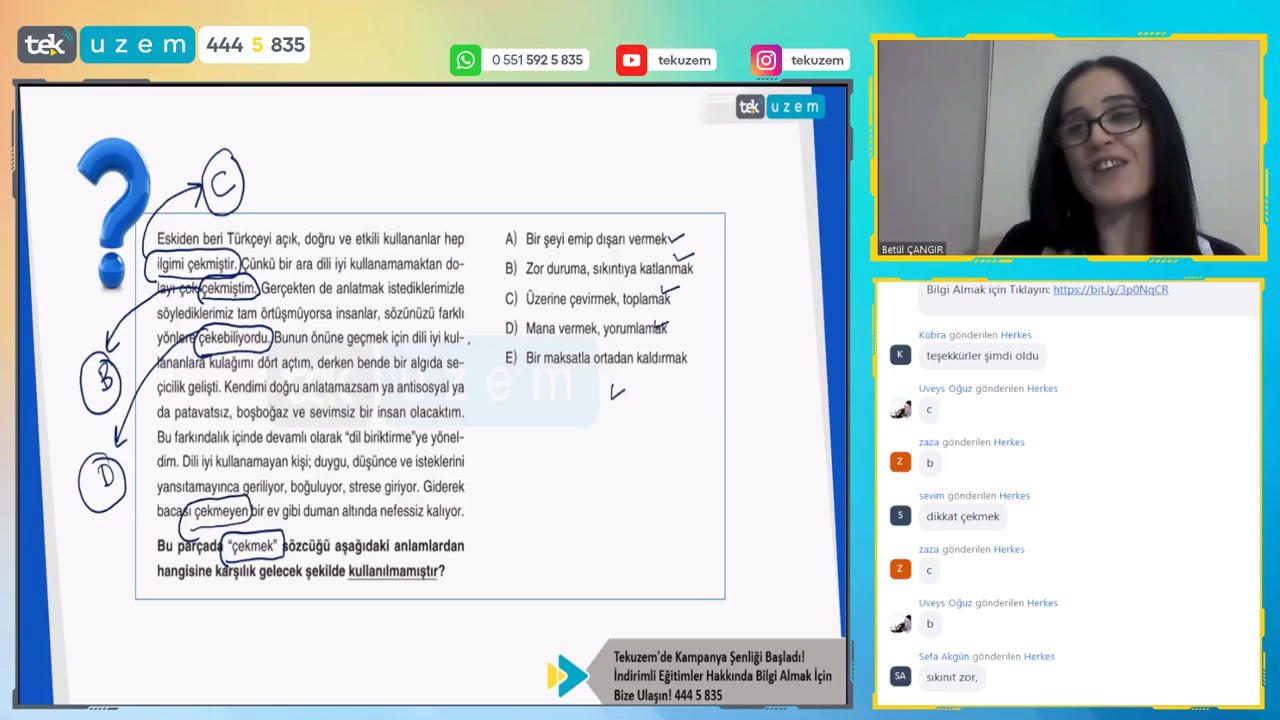 tek uzem 444 5 835
0 551 592 5 835
tekuzem
tekuzem
tek uzem
C
Eskiden beri Türkçeyi açık, doğru ve etkili kullananlar hep
ilgimi çekmiştir. Çünkü bir ara dili iyi kullanamamaktan do-
layı çok çekmiştim. Gerçekten de anlatmak istediklerimizle
söylediklerimiz tam örtüşmüyorsa insanlar, sözünüzü farklı
yönlere çekebiliyordu. Bunun önüne geçmek için dili iyi kul-
lananlara kulağımı dört açtım, derken bende bir algıda se-
çicilik gelişti. Kendimi doğru anlatamazsam ya antisosyal ya
da patavatsız, boşboğaz ve sevimsiz bir insan olacaktım.
Bu farkındalık içinde devamlı olarak “dil biriktirme”ye yönel-
dim. Dili iyi kullanamayan kişi; duygu, düşünce ve isteklerini
yansıtamayınca geriliyor, boğuluyor, strese giriyor. Giderek
bacası çekmeyen bir ev gibi duman altında nefessiz kalıyor.
Bu parçada “çekmek” sözcüğü aşağıdaki anlamlardan
hangisine karşılık gelecek şekilde kullanılmamıştır?
B
D
A) Bir şeyi emip dışarı vermek
B) Zor duruma, sıkıntıya katlanmak
C) Üzerine çevirmek, toplamak
D) Mana vermek, yorumlamak
E) Bir maksatla ortadan kaldırmak
tek uzem
Tekuzem'de Kampanya Şenliği Başladı!
İndirimli Eğitimler Hakkında Bilgi Almak İçin
Bize Ulaşın! 444 5 835
Betül ÇANGIR
Bilgi Almak için Tıklayın: https://bit.ly/3p0NqCR
Kübra gönderilen Herkes
K teşekkürler şimdi oldu
Uveys Oğuz gönderilen Herkes
c
zaza gönderilen Herkes
Z b
sevim gönderilen Herkes
S dikkat çekmek
zaza gönderilen Herkes
Z c
Uveys Oğuz gönderilen Herkes
b
Sefa Akgün gönderilen Herkes
SA sıkınıt zor,